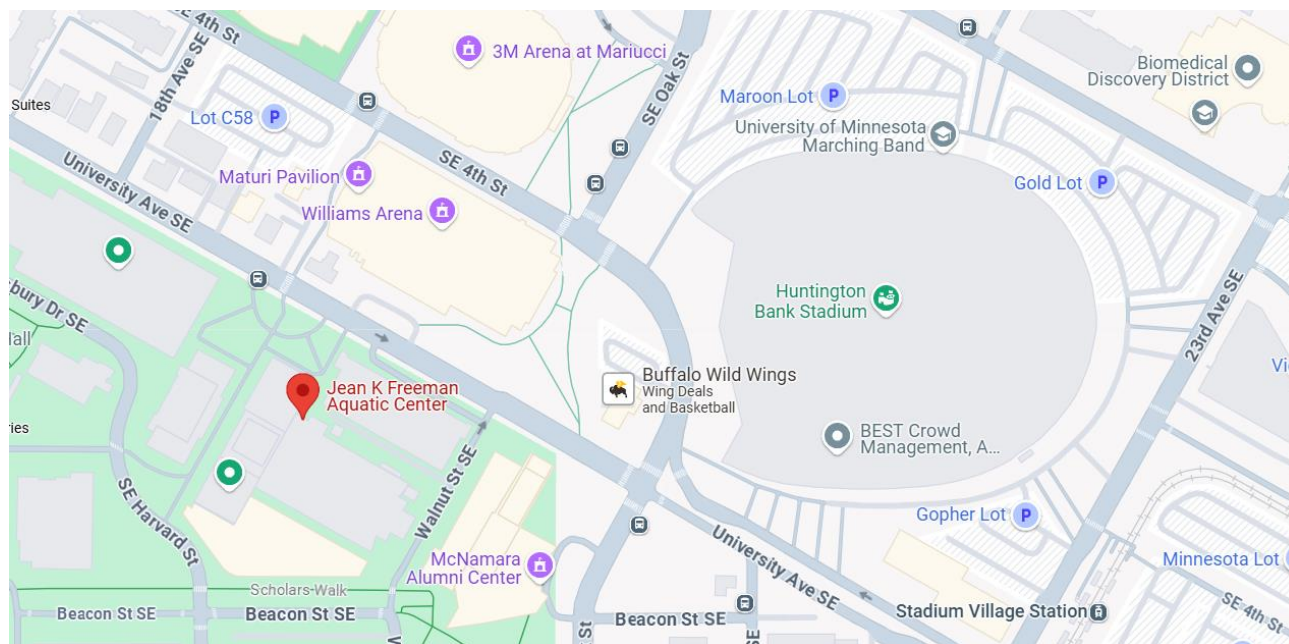 SE 4th St
18th Ave SE
3M Arena at Mariucci
SE Oak St
Biomedical
Discovery District
Suites
Lot C58
P
Maroon Lot
P
University of Minnesota
Marching Band
SE 4th St
University Ave SE
Maturi Pavilion
Williams Arena
Gold Lot
P
Huntington
Bank Stadium
23rd Ave SE
sbury Dr SE
Hall
Jean K Freeman
Aquatic Center
Buffalo Wild Wings
Wing Deals
and Basketball
ries
BEST Crowd
Management, A...
Walnut St SE
SE Harvard St
Gopher Lot
P
University Ave SE
McNamara
Alumni Center
Minnesota Lot
Scholars Walk
Beacon St SE
Beacon St SE
St
Beacon St SE
Stadium Village Station
SE 4th St